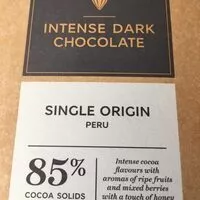 INTENSE DARK
CHOCOLATE
SINGLE ORIGIN
PERU
85%
COCOA SOLIDS
Intense cocoa
flavours with
aromas of ripe fruits
and mixed berries
with a touch of honey